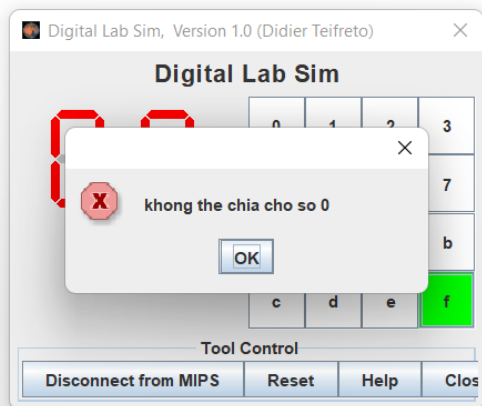 Digital Lab Sim, Version 1.0 (Didier Teifreto)
Digital Lab Sim
0 1 2 3
khong the chia cho so 0
7
OK
b
c d e f
Tool Control
Disconnect from MIPS Reset Help Clos